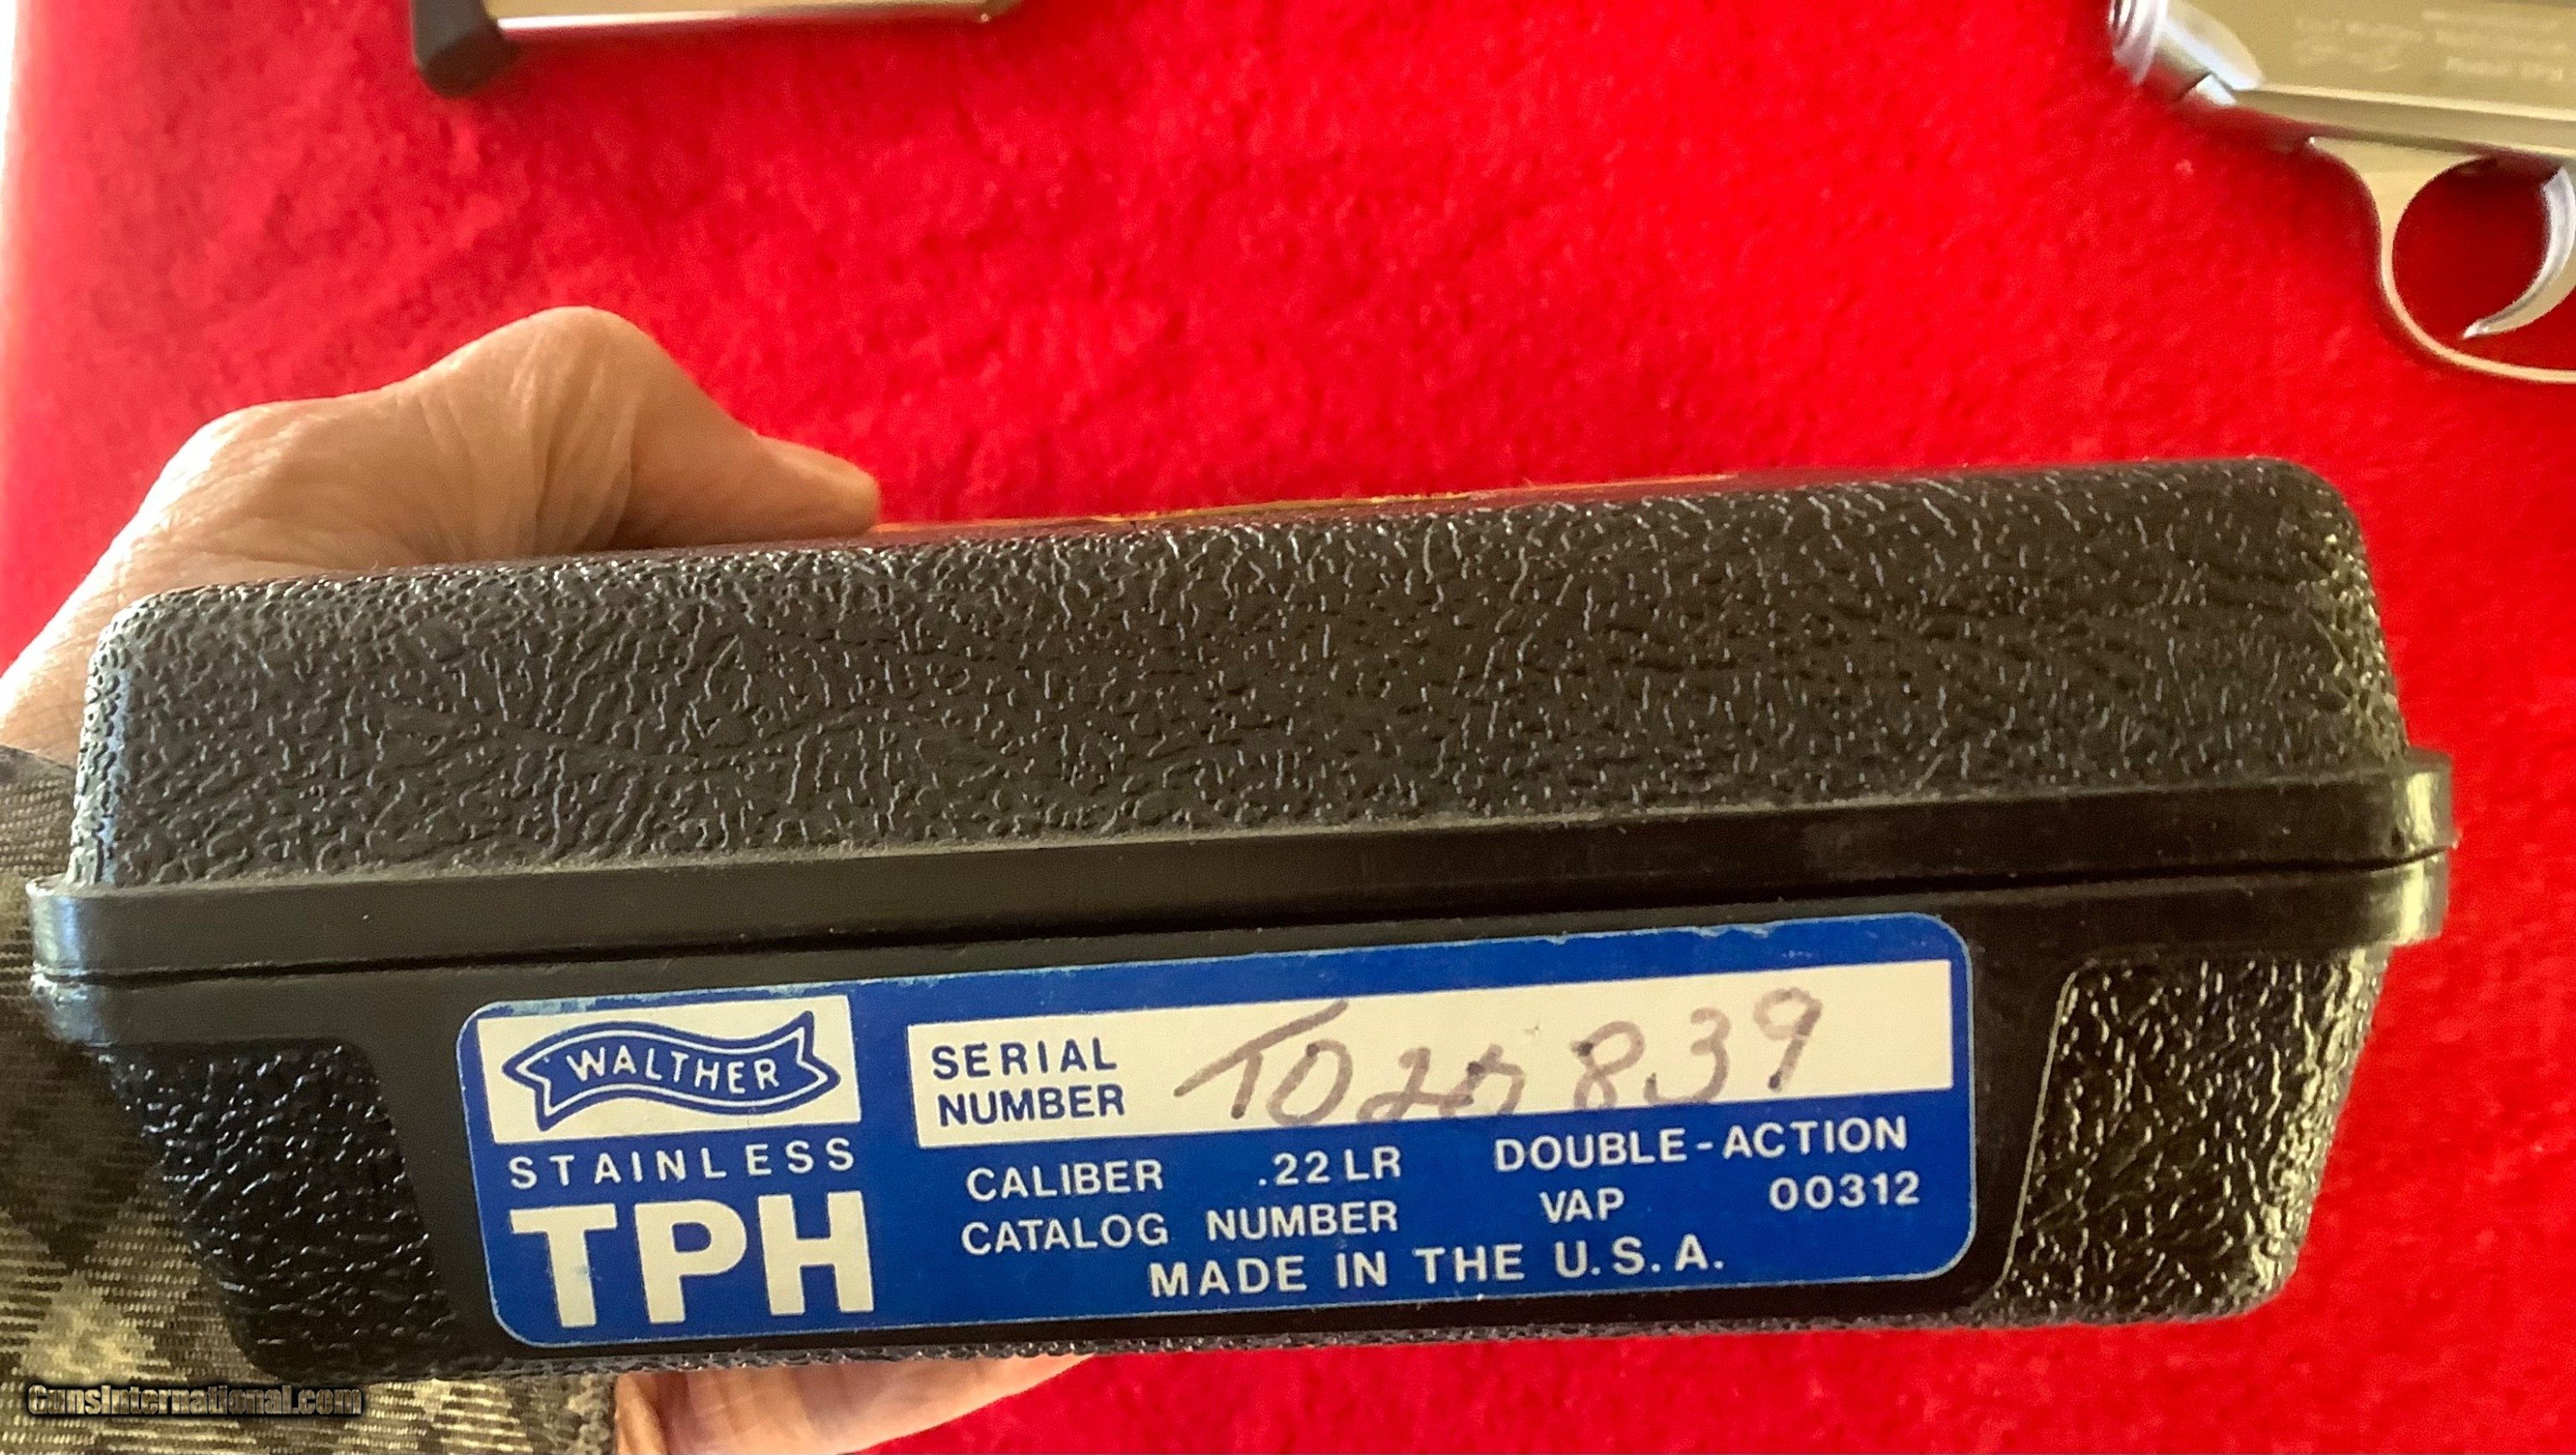 WALTHER
STAINLESS
TPH
SERIAL NUMBER T020839
CALIBER .22 LR DOUBLE-ACTION
CATALOG NUMBER VAP 00312
MADE IN THE U.S.A.
GunsInternational.com